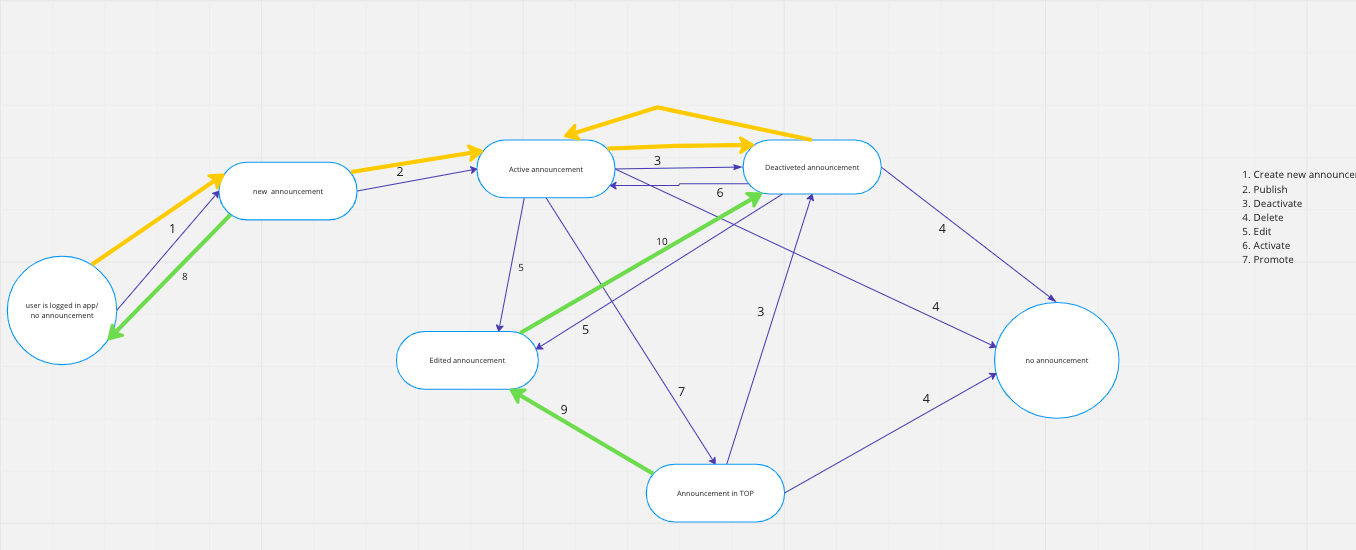 new  announcement
Active announcement
Deactiveted announcement
user is logged in app/
no announcement
Edited announcement
Announcement in TOP
no announcement
1
2
3
6
8
5
10
5
7
9
3
4
4
4
1. Create new announcer
2. Publish
3. Deactivate
4. Delete
5. Edit
6. Activate
7. Promote